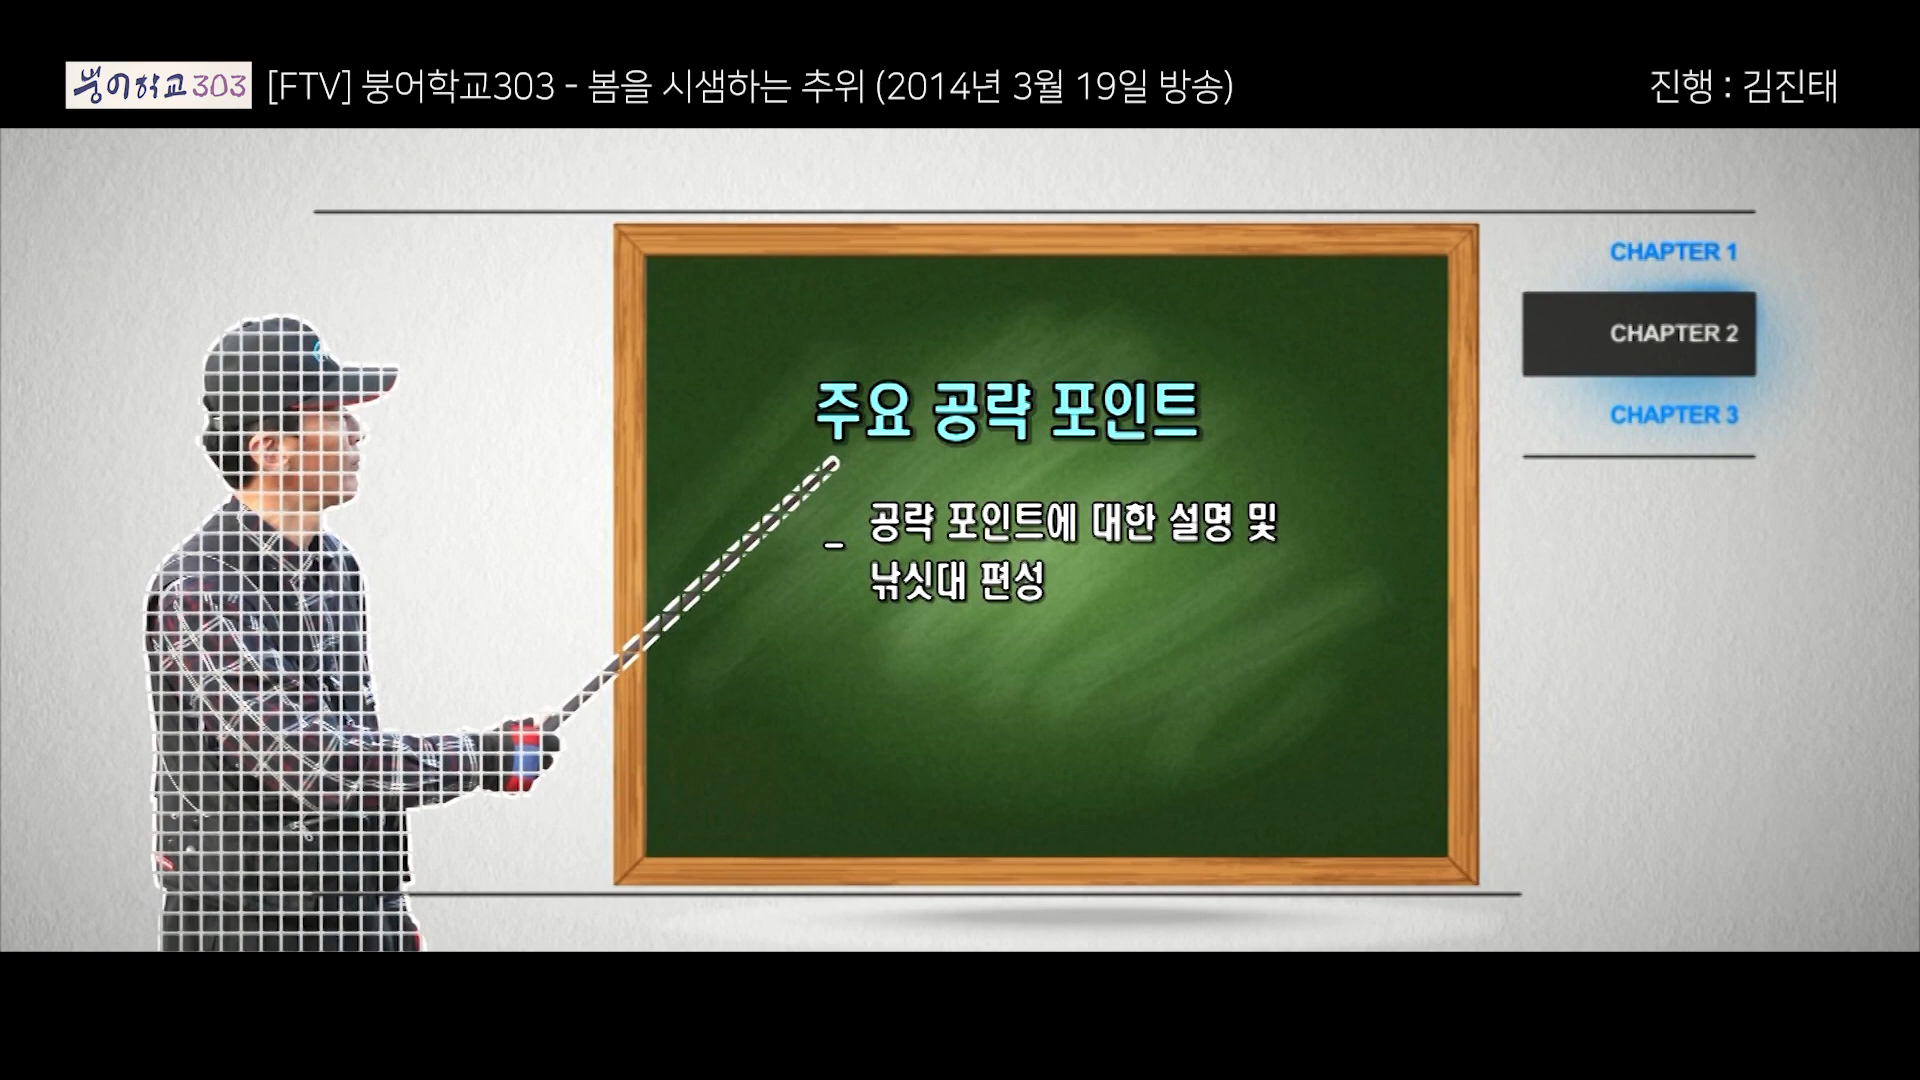 붕어학교303 [FTV] 붕어학교303 - 봄을 시샘하는 추위 (2014년 3월 19일 방송) 진행 : 김진태
CHAPTER 1
CHAPTER 2
CHAPTER 3
주요 공략 포인트
_ 공략 포인트에 대한 설명 및
낚싯대 편성